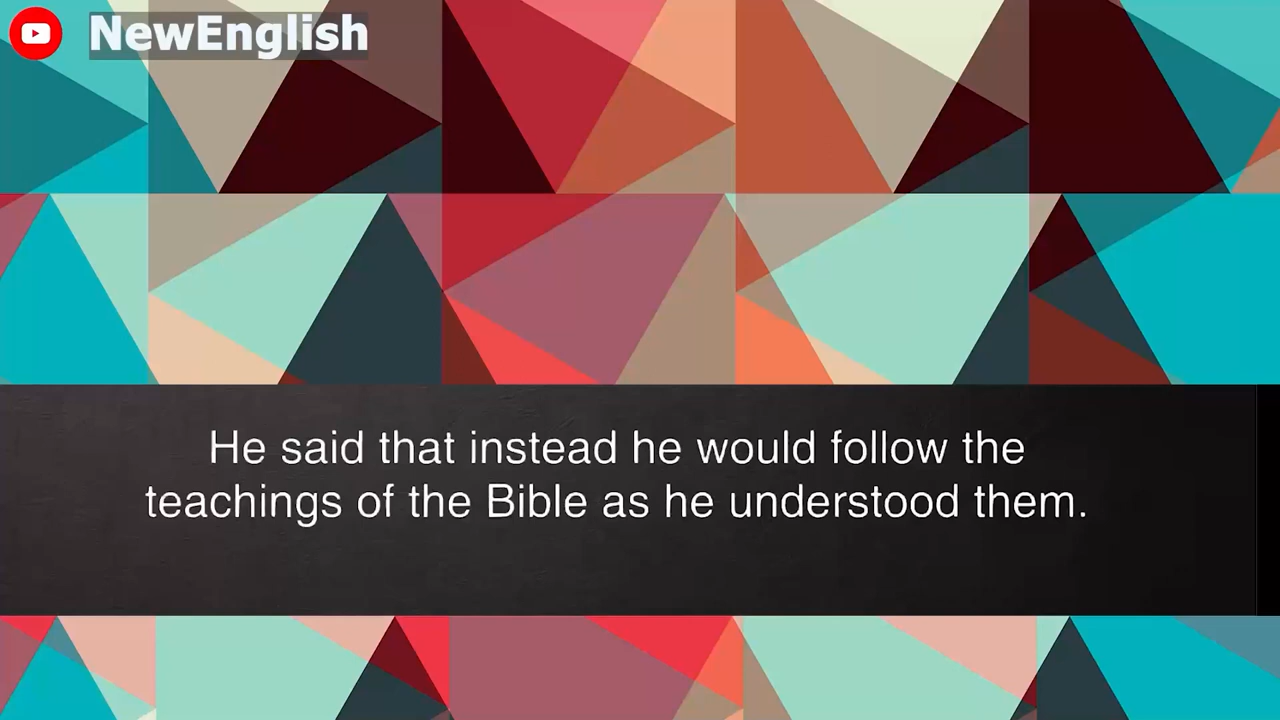 NewEnglish
He said that instead he would follow the
teachings of the Bible as he understood them.